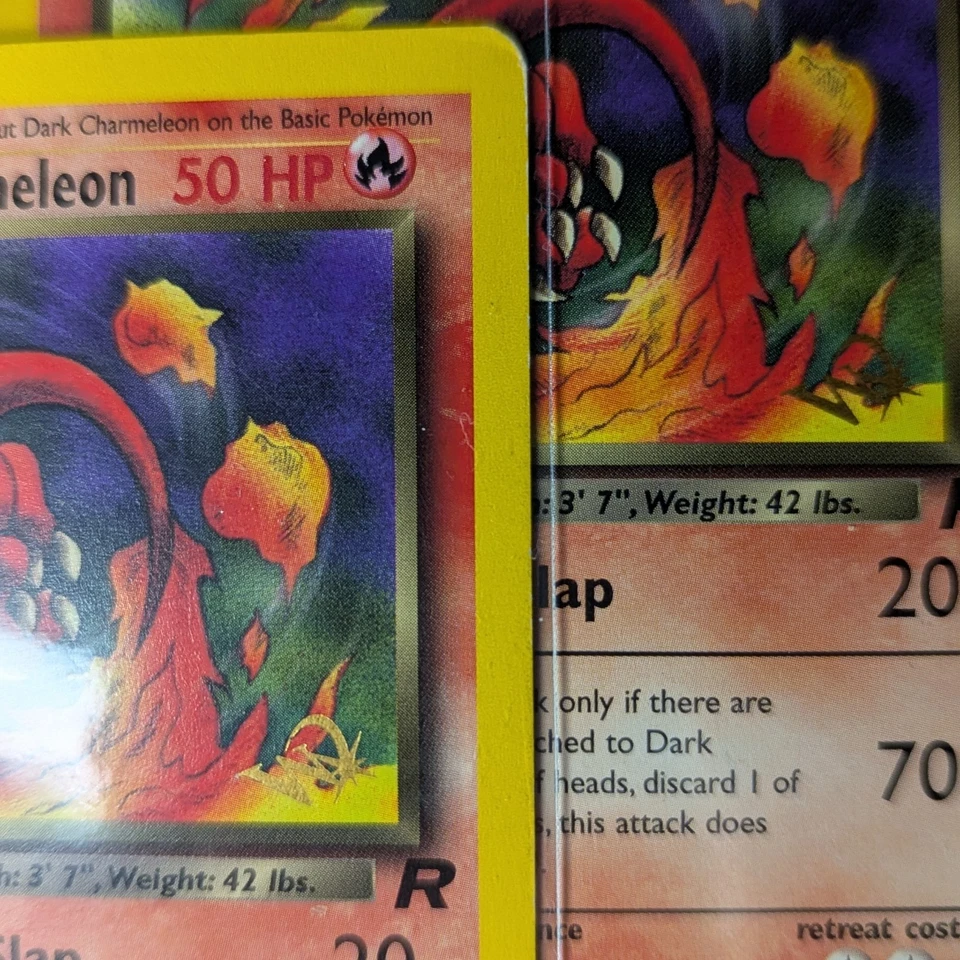 ut Dark Charmeleon on the Basic Pokémon
meleon 50 HP
h: 3' 7", Weight: 42 lbs.
R
Slap 20
: 3' 7", Weight: 42 lbs.
lap 20
k only if there are
ched to Dark
f heads, discard 1 of 70
s, this attack does
nce retreat cost